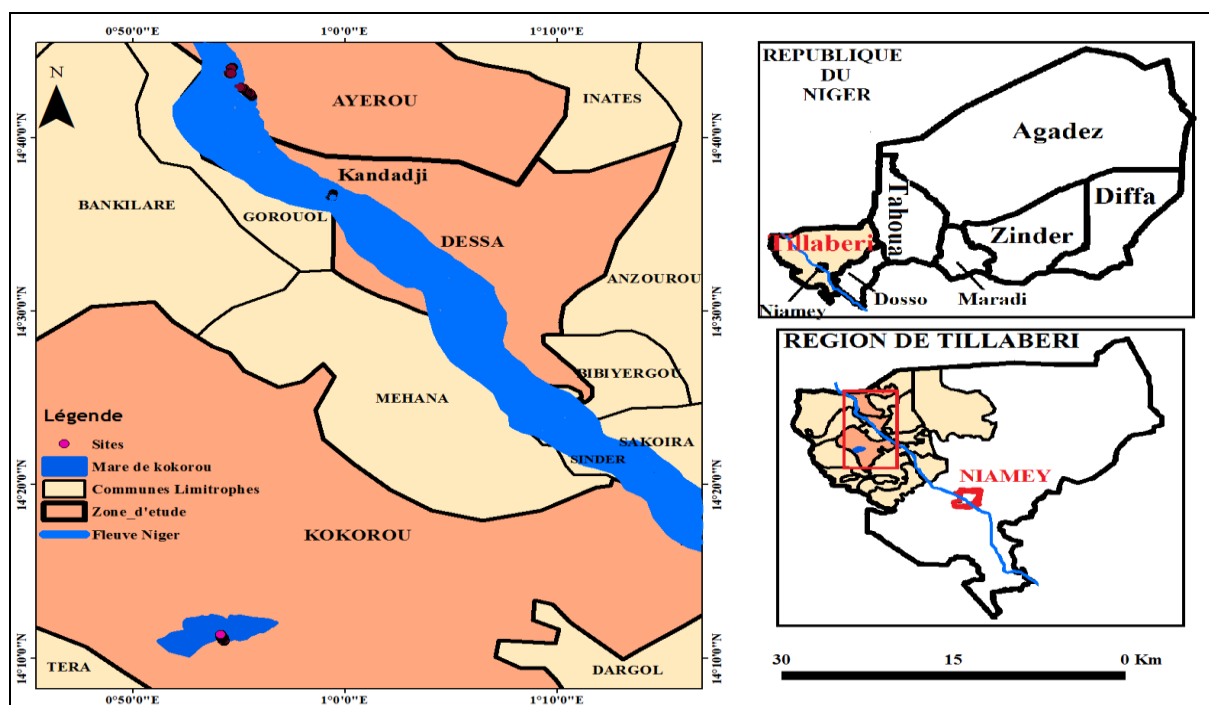 0°50'0"E
1°0'0"E
1°10'0"E
N
AYEROU
INATES
14°40'0"N
14°40'0"N
Kandadji
BANKILARE
GOROUOL
DESSA
ANZOUROU
14°30'0"N
14°30'0"N
BIBIYERGOU
MEHANA
SAKOIRA
SINDER
Légende
Sites
Mare de kokorou
Communes Limitrophes
Zone_d'etude
Fleuve Niger
14°20'0"N
14°20'0"N
KOKOROU
TERA
DARGOL
14°10'0"N
14°10'0"N
0°50'0"E
1°0'0"E
1°10'0"E
REPUBLIQUE
DU
NIGER
Agadez
Tahoua
Diffa
Zinder
Tillaberi
Dosso
Maradi
Niamey
REGION DE TILLABERI
NIAMEY
30
15
0 Km